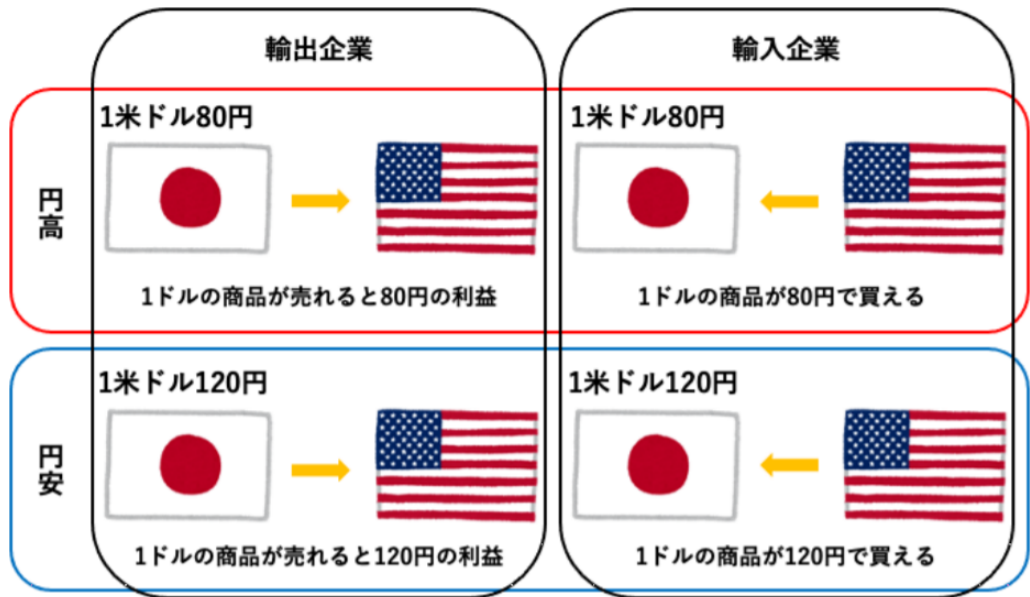 輸出企業
輸入企業
円高
1米ドル80円
1米ドル80円
1ドルの商品が売れると80円の利益
1ドルの商品が80円で買える
円安
1米ドル120円
1米ドル120円
1ドルの商品が売れると120円の利益
1ドルの商品が120円で買える